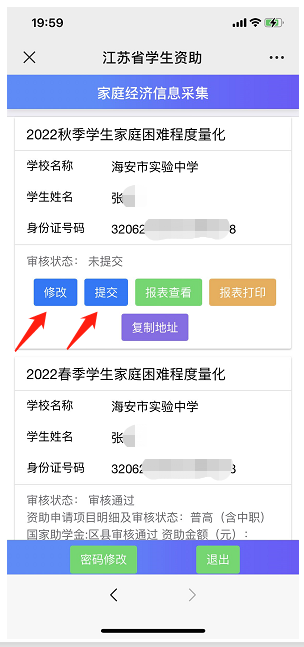 19:59
江苏省学生资助
家庭经济信息采集
2022秋季学生家庭困难程度量化
学校名称 海安市实验中学
学生姓名 张
身份证号码 32062 8
审核状态： 未提交
修改 提交 报表查看 报表打印
复制地址
2022春季学生家庭困难程度量化
学校名称 海安市实验中学
学生姓名 张
身份证号码 32062 8
审核状态： 审核通过
资助申请项目明细及审核状态：普高（含中职）
国家助学金:区县审核通过 资助金额（元）：
密码修改 退出